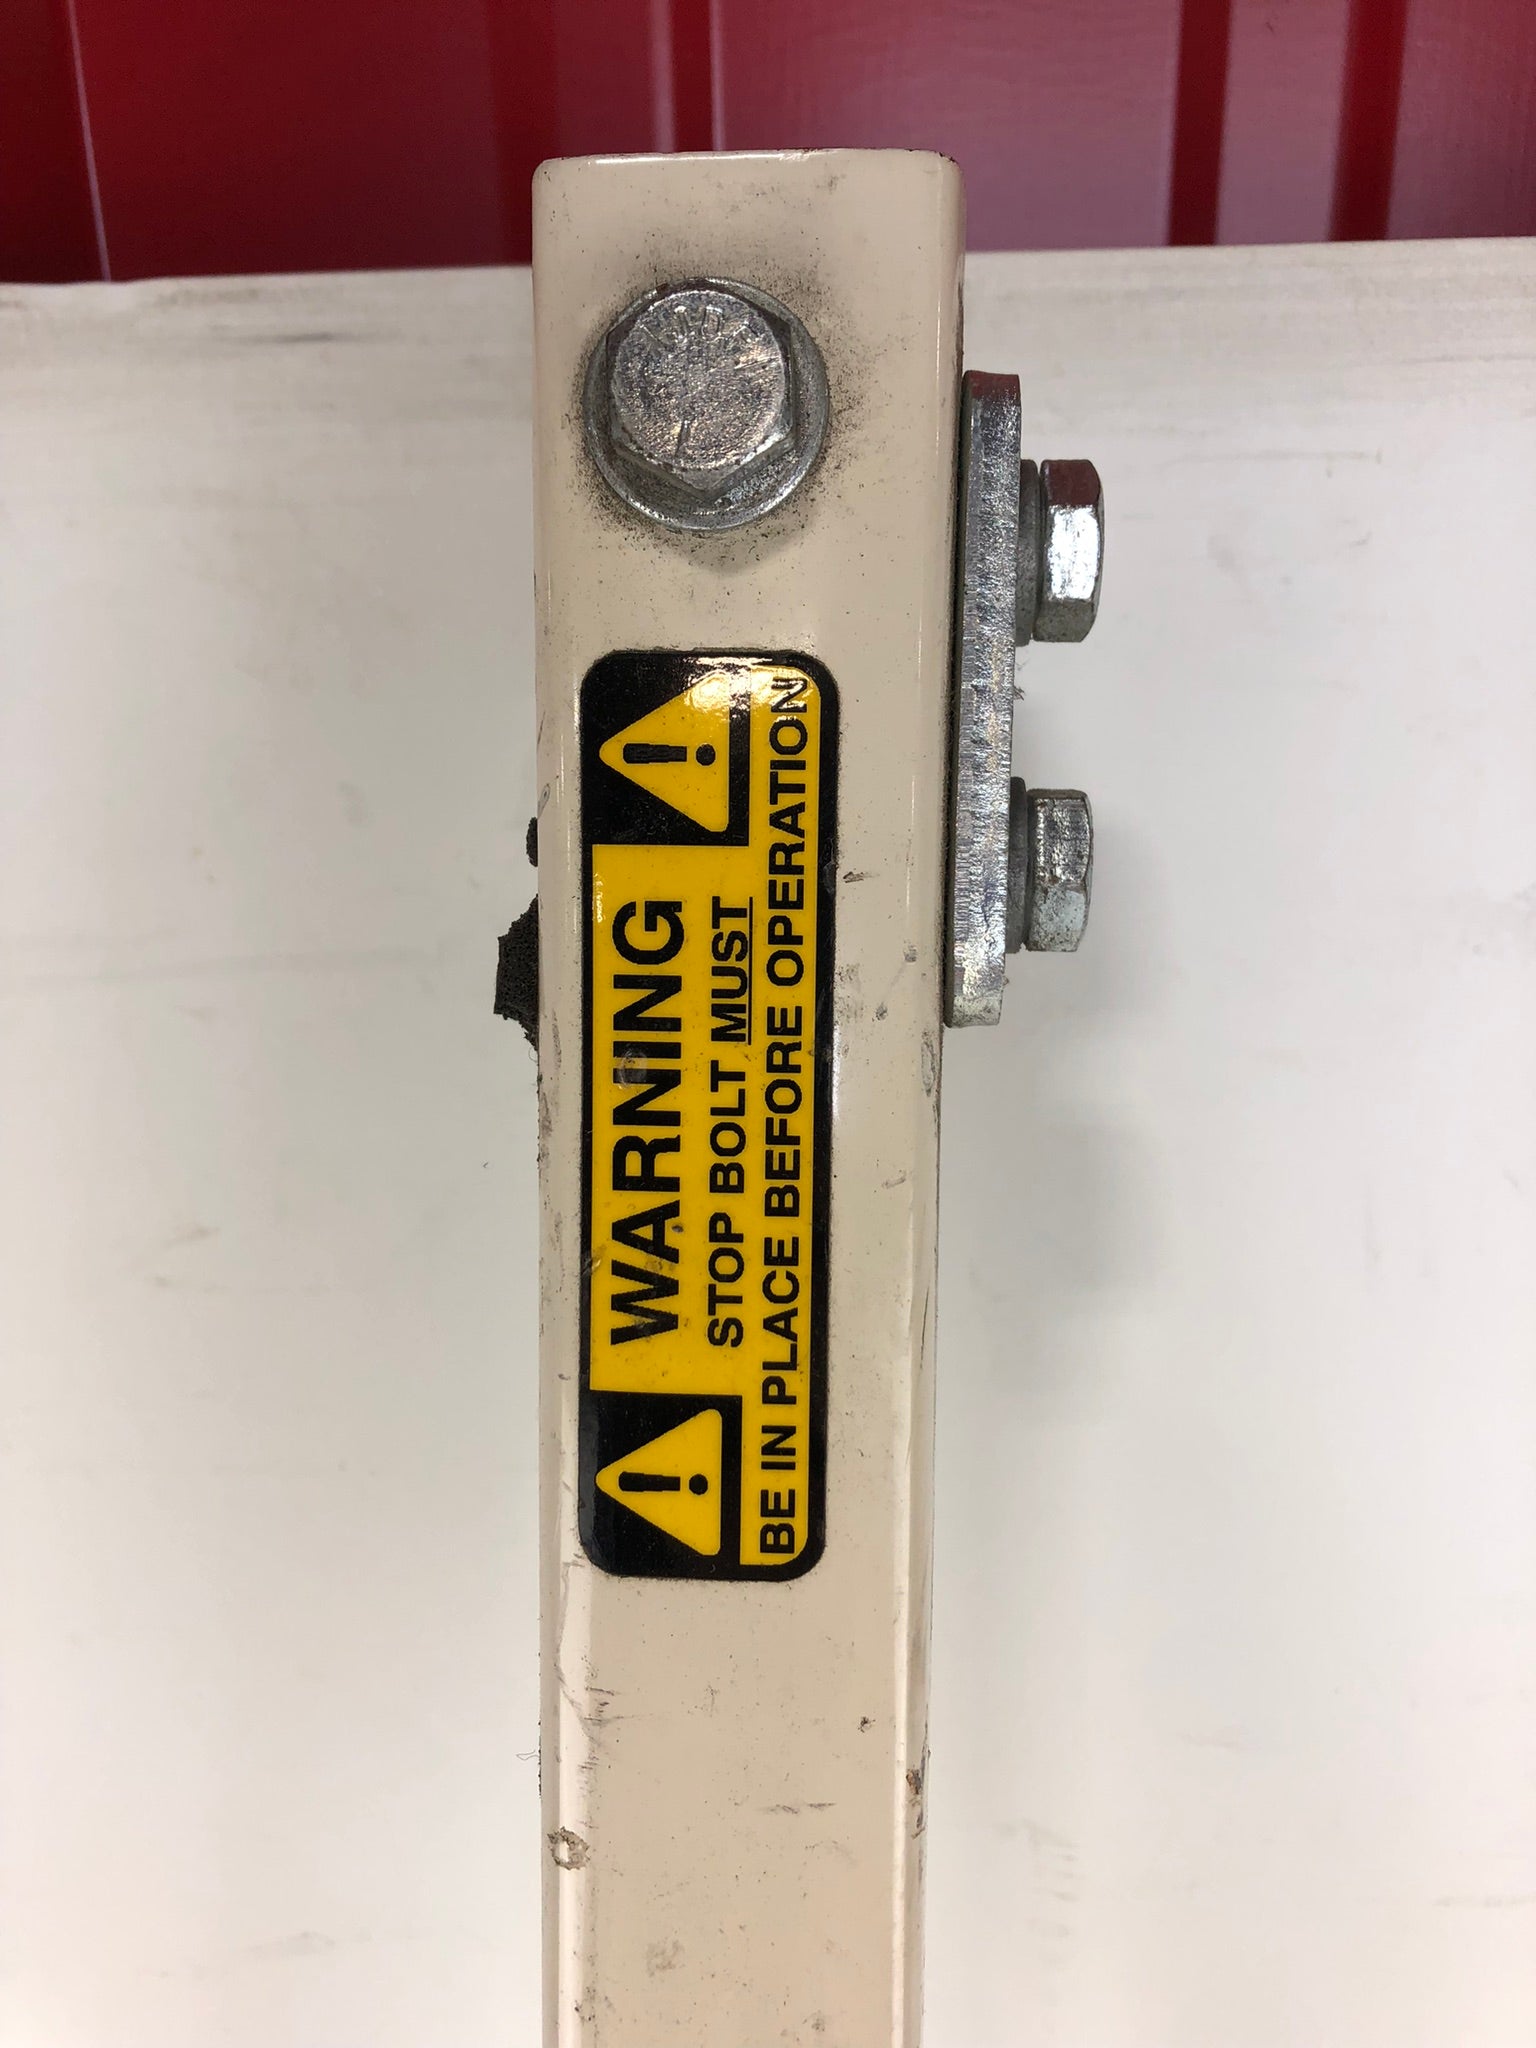 WARNING
STOP BOLT MUST
BE IN PLACE BEFORE OPERATION